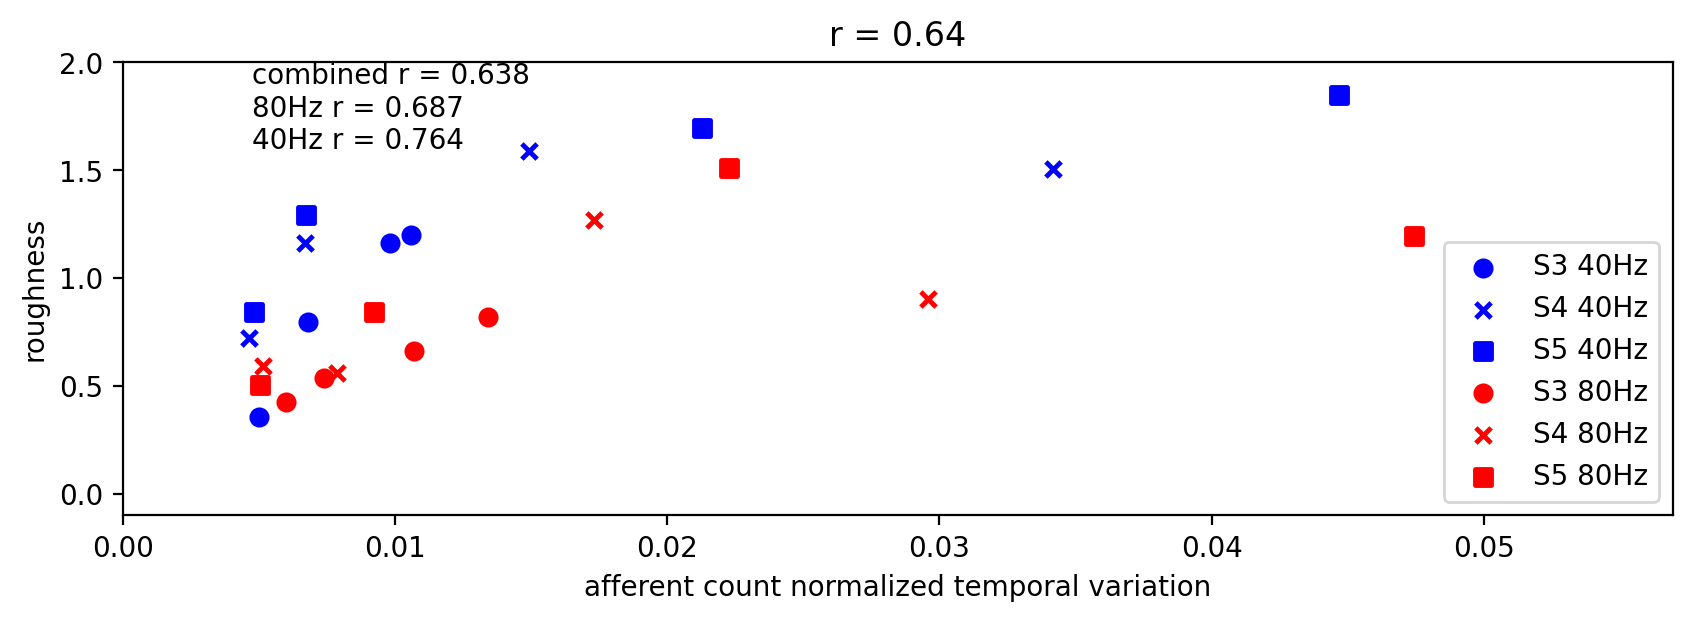 r = 0.64
combined r = 0.638
80Hz r = 0.687
40Hz r = 0.764
2.0
1.5
1.0
0.5
0.0
roughness
S3 40Hz
S4 40Hz
S5 40Hz
S3 80Hz
S4 80Hz
S5 80Hz
0.00 0.01 0.02 0.03 0.04 0.05
afferent count normalized temporal variation